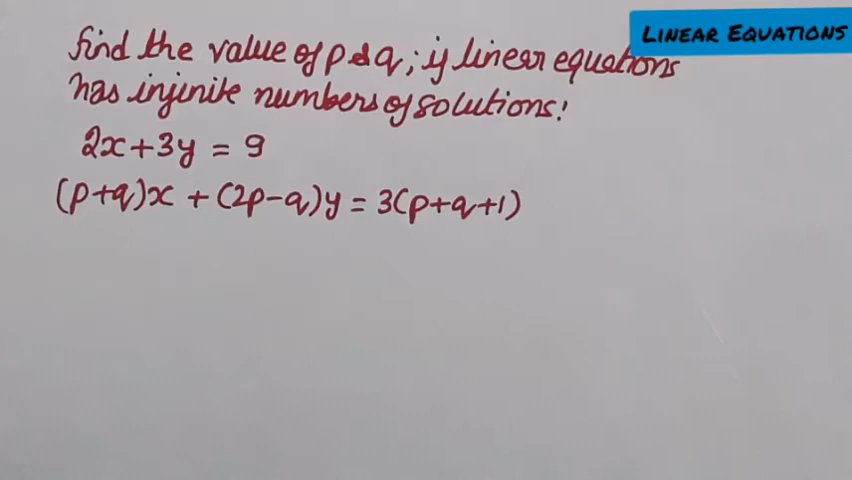 LINEAR EQUATIONS
find the value of p & q ; if linear equations
has infinite numbers of solutions!
2x+3y = 9
(p+q)x + (2p-q)y = 3(p+q+1)